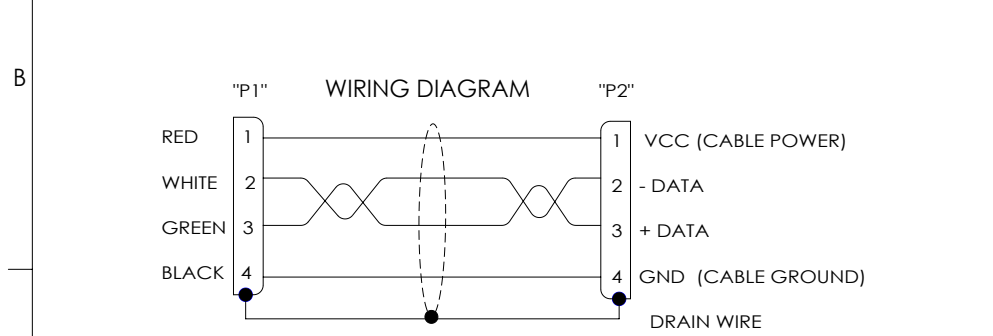 B
"P1" WIRING DIAGRAM "P2"
RED 1 1 VCC (CABLE POWER)
WHITE 2 2 - DATA
GREEN 3 3 + DATA
BLACK 4 4 GND (CABLE GROUND)
DRAIN WIRE